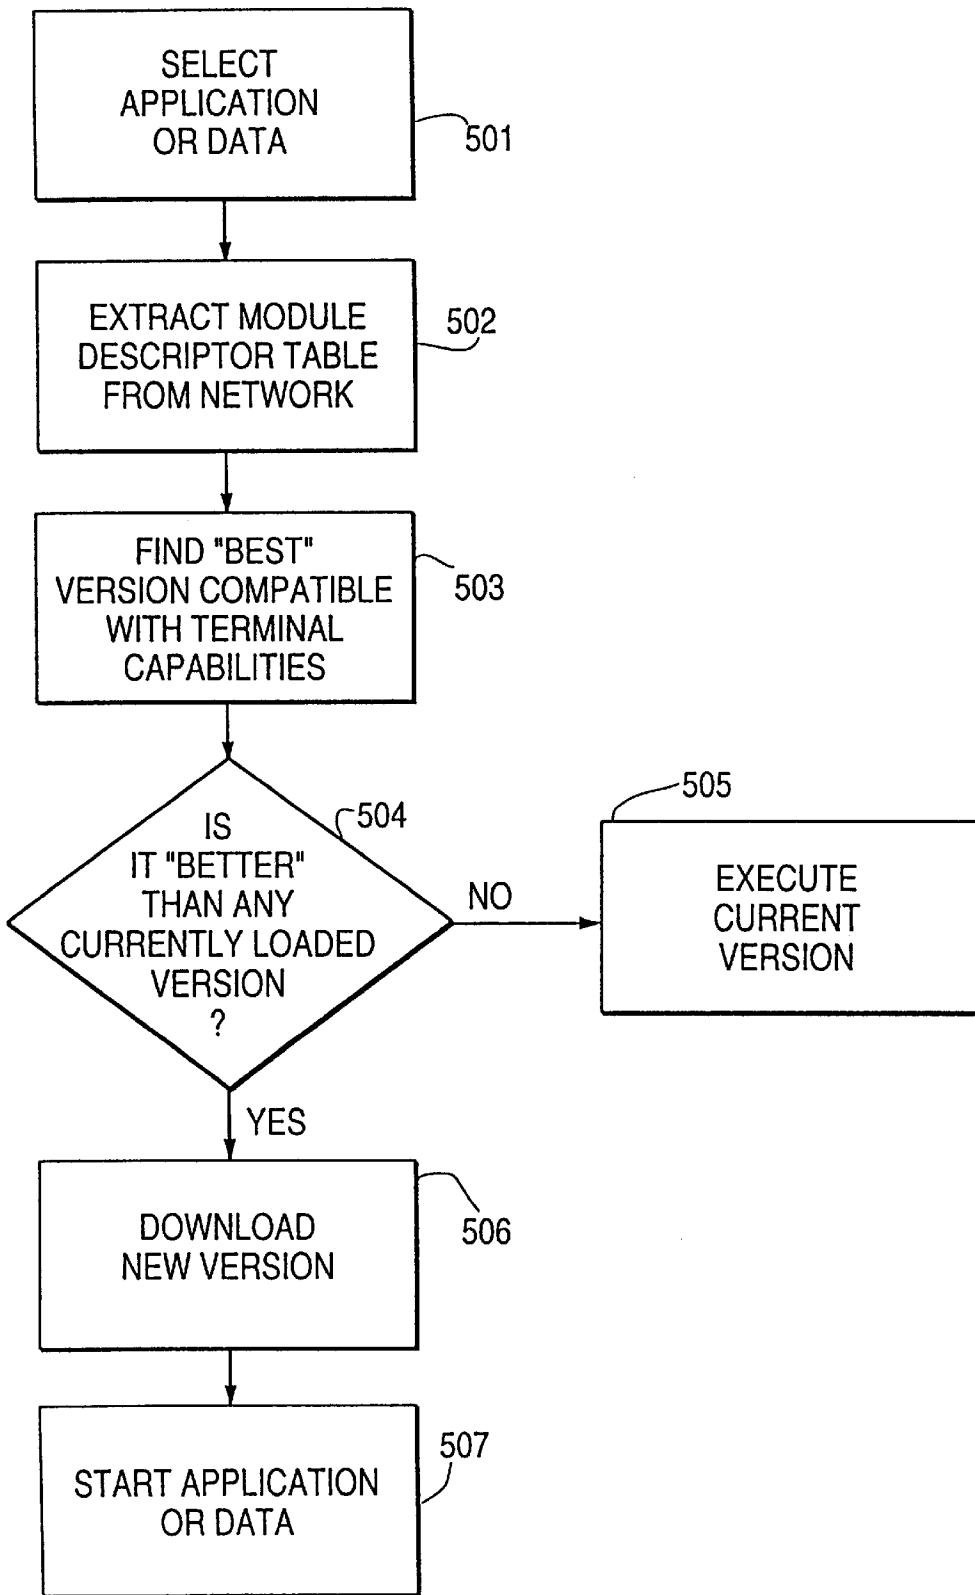 SELECT
APPLICATION
OR DATA
501
EXTRACT MODULE
DESCRIPTOR TABLE
FROM NETWORK
502
FIND "BEST"
VERSION COMPATIBLE
WITH TERMINAL
CAPABILITIES
503
IS
IT "BETTER"
THAN ANY
CURRENTLY LOADED
VERSION
?
504
NO
505
EXECUTE
CURRENT
VERSION
YES
DOWNLOAD
NEW VERSION
506
START APPLICATION
OR DATA
507